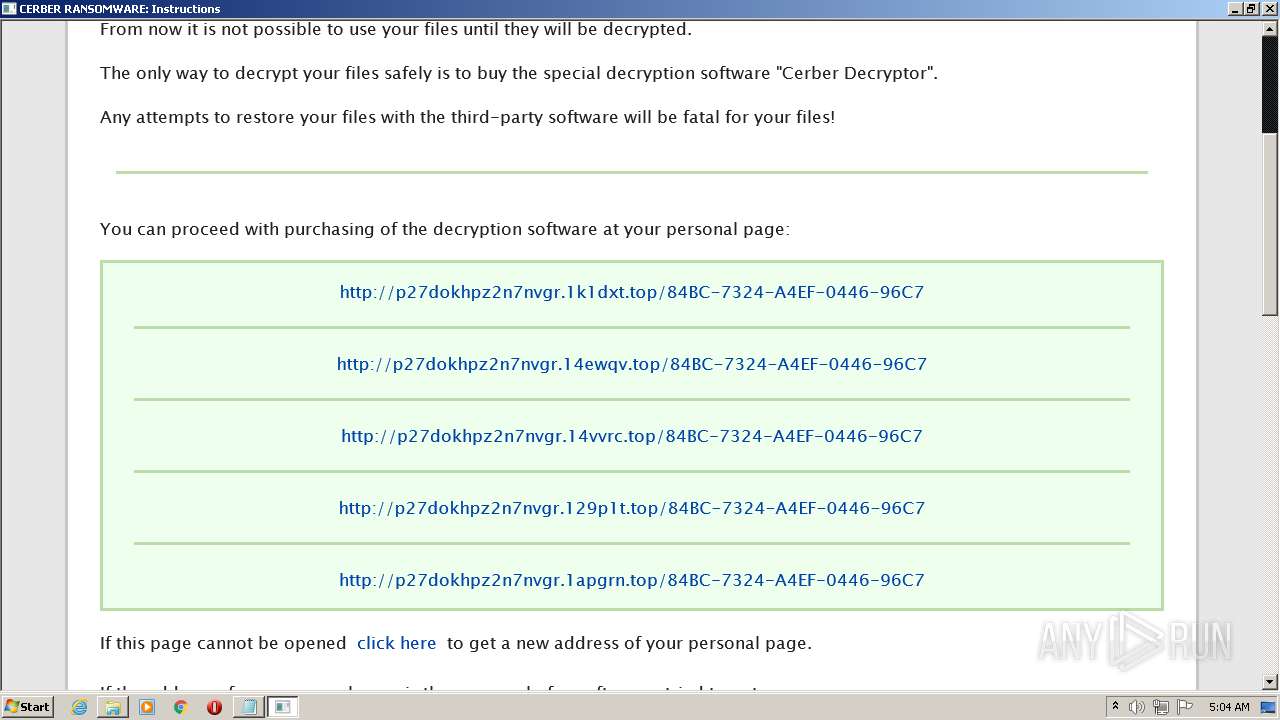 CERBER RANSOMWARE: Instructions
From now it is not possible to use your files until they will be decrypted.
The only way to decrypt your files safely is to buy the special decryption software "Cerber Decryptor".
Any attempts to restore your files with the third-party software will be fatal for your files!
You can proceed with purchasing of the decryption software at your personal page:
http://p27dokhpz2n7nvgr.1k1dxt.top/84BC-7324-A4EF-0446-96C7
http://p27dokhpz2n7nvgr.14ewqv.top/84BC-7324-A4EF-0446-96C7
http://p27dokhpz2n7nvgr.14vvrc.top/84BC-7324-A4EF-0446-96C7
http://p27dokhpz2n7nvgr.129p1t.top/84BC-7324-A4EF-0446-96C7
http://p27dokhpz2n7nvgr.1apgrn.top/84BC-7324-A4EF-0446-96C7
If this page cannot be opened click here to get a new address of your personal page.
ANY RUN
Start
5:04 AM